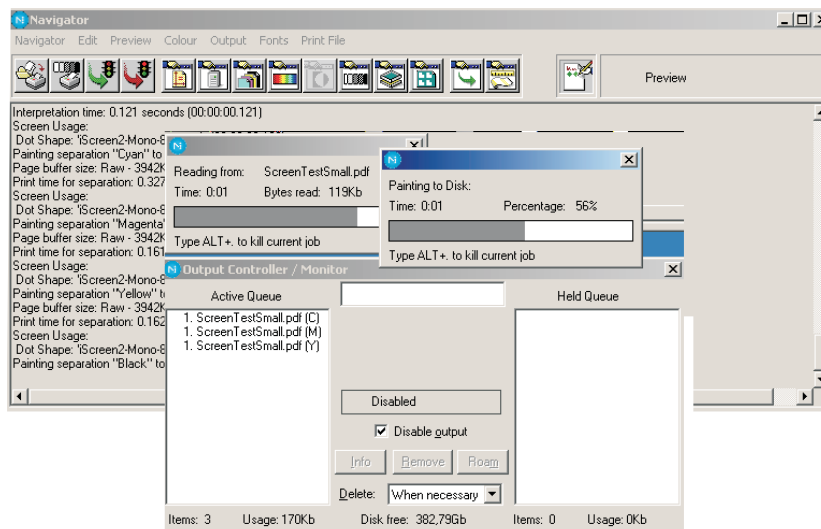 Navigator
Navigator Edit Preview Colour Output Fonts Print File
Preview
Interpretation time: 0.121 seconds (00:00:00.121)
Screen Usage:
Dot Shape: 'iScreen2-Mono-8
Painting separation "Cyan" to
Page buffer size: Raw - 3942K
Print time for separation: 0.327
Screen Usage:
Dot Shape: 'iScreen2-Mono-8
Painting separation "Magenta"
Page buffer size: Raw - 3942K
Print time for separation: 0.161
Screen Usage:
Dot Shape: 'iScreen2-Mono-8
Painting separation "Yellow" t
Page buffer size: Raw - 3942K
Print time for separation: 0.162
Screen Usage:
Dot Shape: 'iScreen2-Mono-8
Painting separation "Black" to
Reading from: ScreenTestSmall.pdf
Time: 0:01 Bytes read: 119Kb
Type ALT+. to kill current job
Painting to Disk:
Time: 0:01 Percentage: 56%
Type ALT+. to kill current job
Output Controller / Monitor
Active Queue
Held Queue
1. ScreenTestSmall.pdf (C)
1. ScreenTestSmall.pdf (M)
1. ScreenTestSmall.pdf (Y)
Disabled
Disable output
Info Remove Roam
Delete: When necessary
Items: 3 Usage: 170Kb Disk free: 382,79Gb Items: 0 Usage: 0Kb